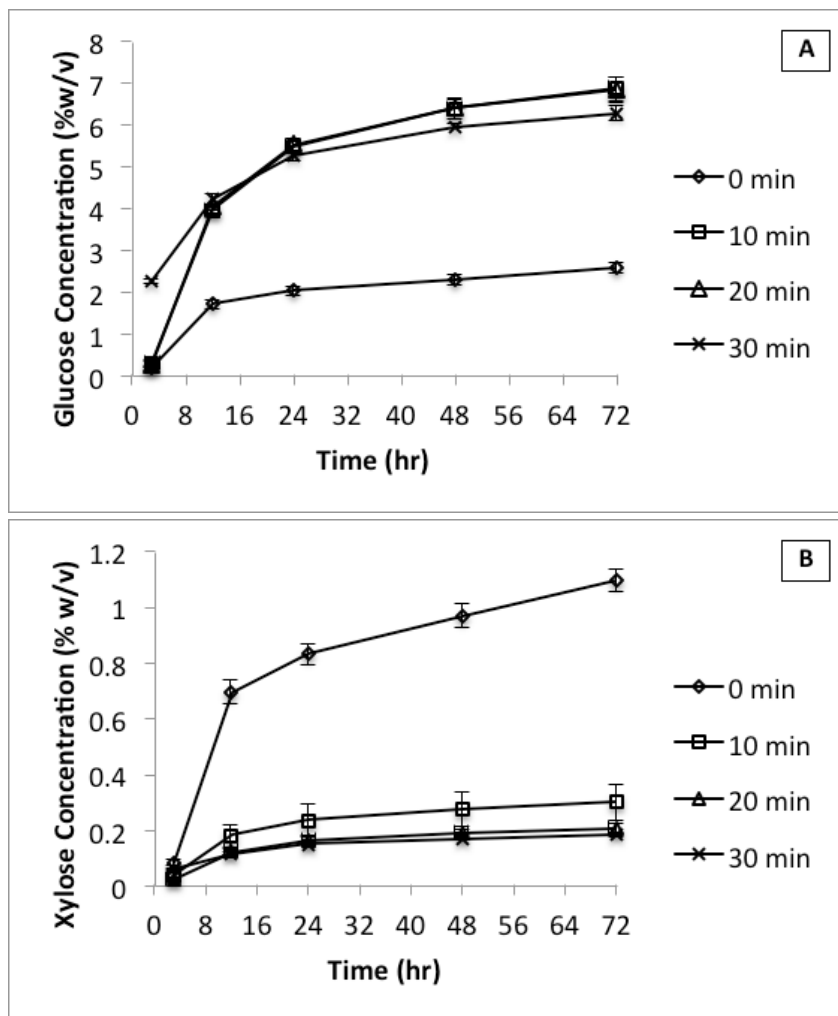 A
Glucose Concentration (%w/v)
8
7
6
5
4
3
2
1
0
0 8 16 24 32 40 48 56 64 72
Time (hr)
0 min
10 min
20 min
30 min
B
Xylose Concentration (% w/v)
1.2
1
0.8
0.6
0.4
0.2
0
0 8 16 24 32 40 48 56 64 72
Time (hr)
0 min
10 min
20 min
30 min